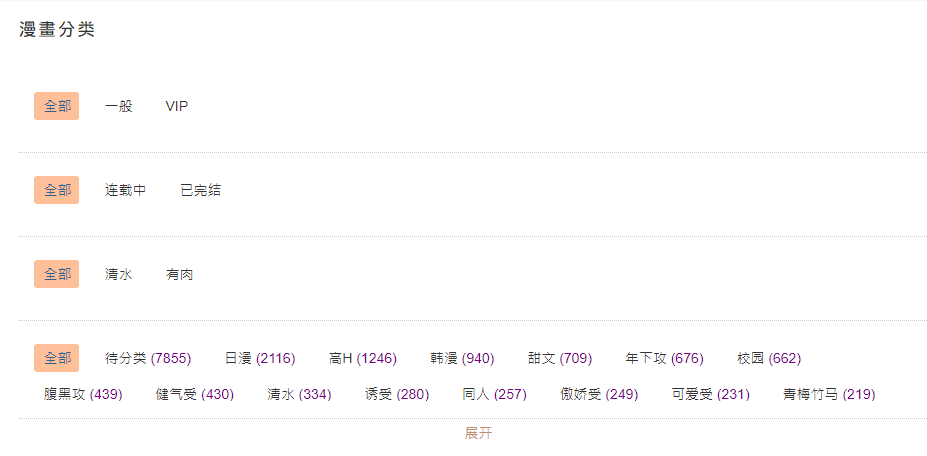 漫畫分类
全部 一般 VIP
全部 连载中 已完结
全部 清水 有肉
全部 待分类 (7855) 日漫 (2116) 高H (1246) 韩漫 (940) 甜文 (709) 年下攻 (676) 校园 (662)
腹黑攻 (439) 健气受 (430) 清水 (334) 诱受 (280) 同人 (257) 傲娇受 (249) 可爱受 (231) 青梅竹马 (219)
展开